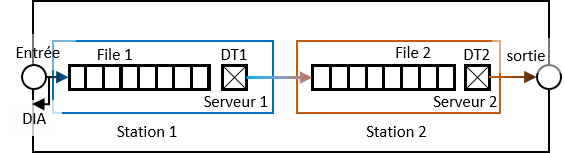 Entrée
File 1
DT1
File 2
DT2
sortie
Serveur 1
Serveur 2
DIA
Station 1
Station 2